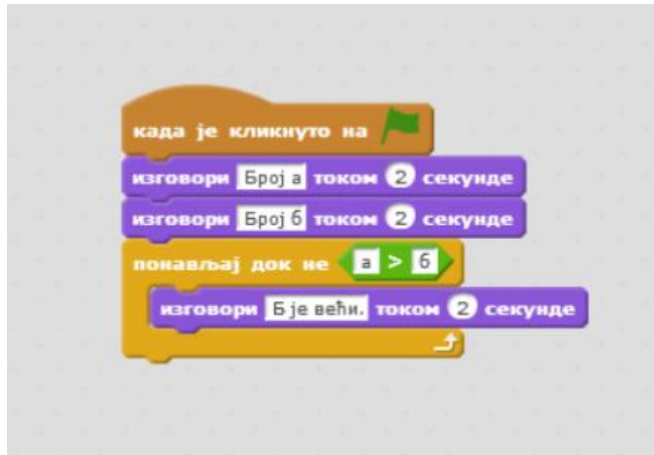 када је кликнуто на
изговори Број а током 2 секунде
изговори Број б током 2 секунде
понављај док не а > б
изговори Б је већи. током 2 секунде